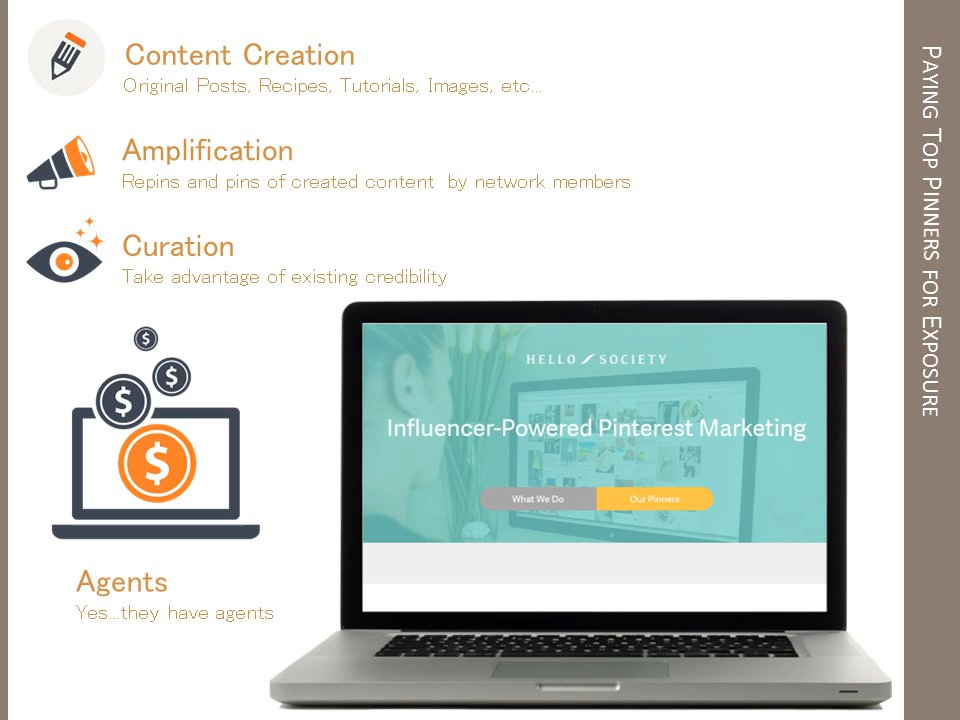 Content Creation
Original Posts, Recipes, Tutorials, Images, etc...
Amplification
Repins and pins of created content  by network members
Curation
Take advantage of existing credibility
$
$
$
$
Agents
Yes...they have agents
HELLO SOCIETY
Influencer-Powered Pinterest Marketing
What We Do
Our Pinners
PAYING TOP PINNERS FOR EXPOSURE